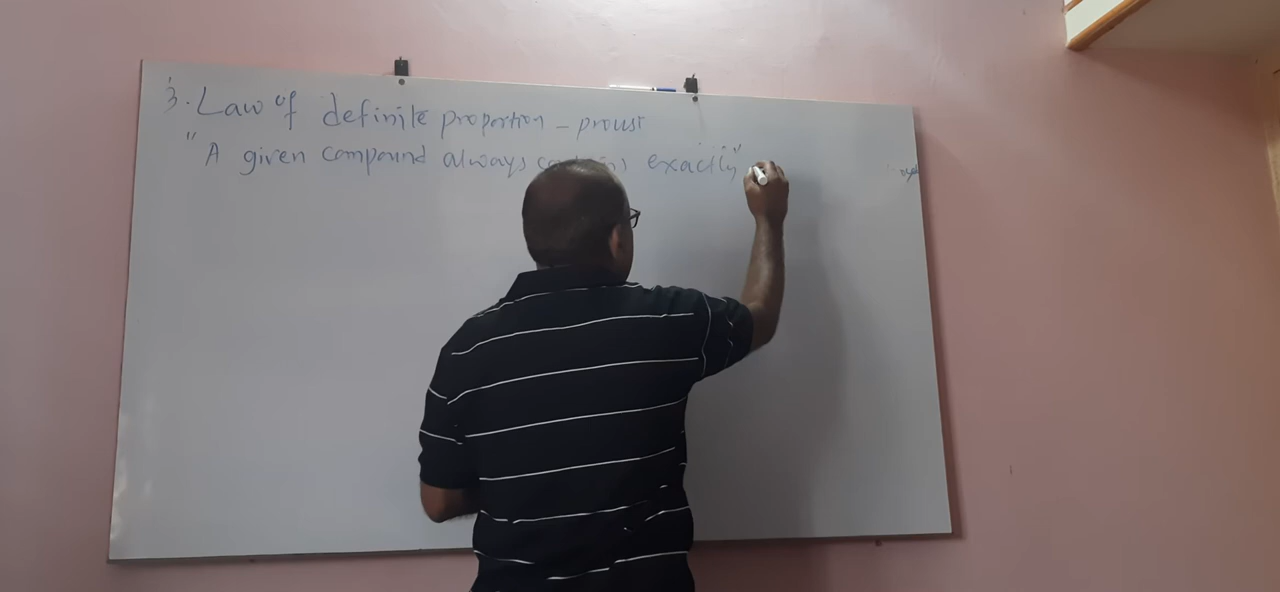 3. Law of definite proportion - proust
"A given compound always exactly"